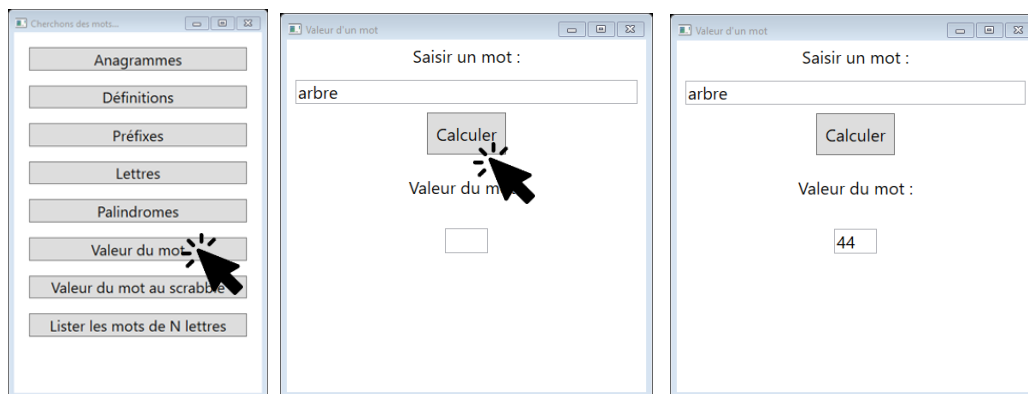 Cherchons des mots...
Anagrammes
Définitions
Préfixes
Lettres
Palindromes
Valeur du mot
Valeur du mot au scrabble
Lister les mots de N lettres
Valeur d'un mot
Saisir un mot :
arbre
Calculer
Valeur du m
Valeur d'un mot
Saisir un mot :
arbre
Calculer
Valeur du mot :
44